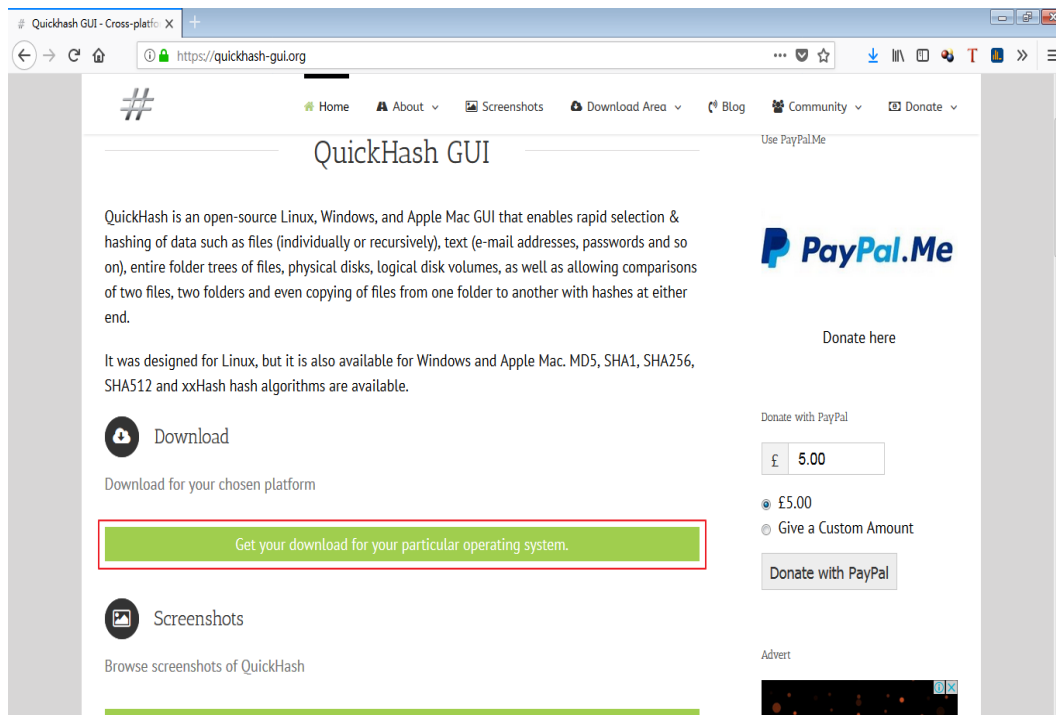 # Quickhash GUI - Cross-platfo
https://quickhash-gui.org
Home About Screenshots Download Area Blog Community Donate
QuickHash GUI
QuickHash is an open-source Linux, Windows, and Apple Mac GUI that enables rapid selection &
hashing of data such as files (individually or recursively), text (e-mail addresses, passwords and so
on), entire folder trees of files, physical disks, logical disk volumes, as well as allowing comparisons
of two files, two folders and even copying of files from one folder to another with hashes at either
end.
It was designed for Linux, but it is also available for Windows and Apple Mac. MD5, SHA1, SHA256,
SHA512 and xxHash hash algorithms are available.
Download
Download for your chosen platform
Get your download for your particular operating system.
Screenshots
Browse screenshots of QuickHash
Use PayPalMe
PayPal.Me
Donate here
Donate with PayPal
£ 5.00
£5.00
Give a Custom Amount
Donate with PayPal
Advert